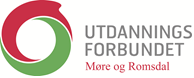 UTDANNINGS
FORBUNDET
Møre og Romsdal